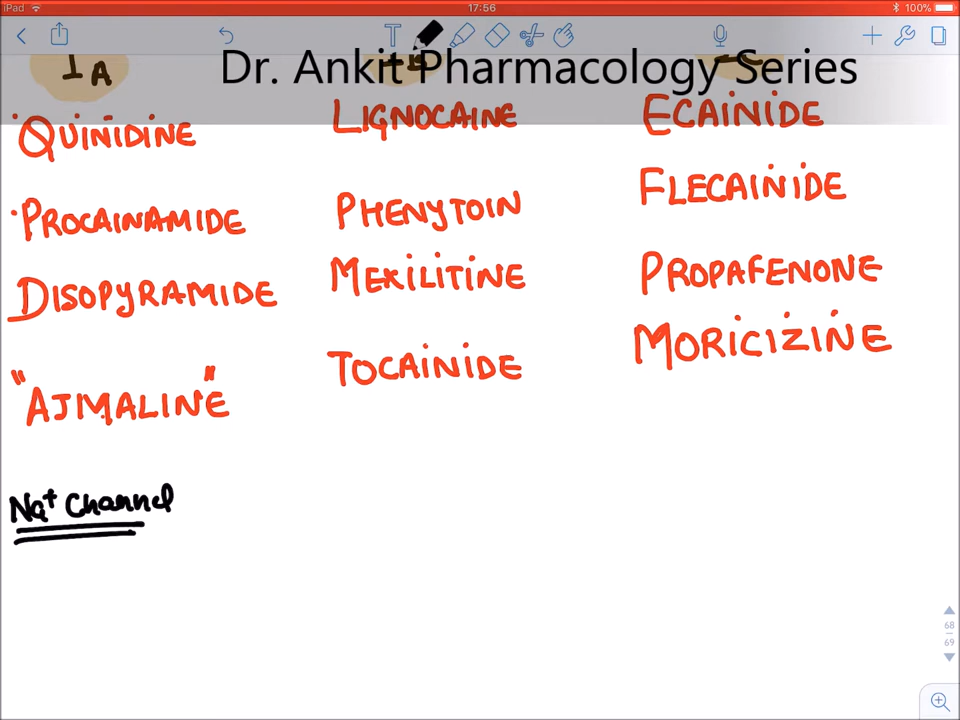 iPad 17:56 100%
Dr. Ankit Pharmacology Series
1A
QUINIDINE
PROCAINAMIDE
DISOPYRAMIDE
"AJMALINE"
LIGNOCAINE
PHENYTOIN
MEXILITINE
TOCAINIDE
ECAINIDE
FLECAINIDE
PROPAFENONE
MORICIZINE
Na+ Channel
68
69